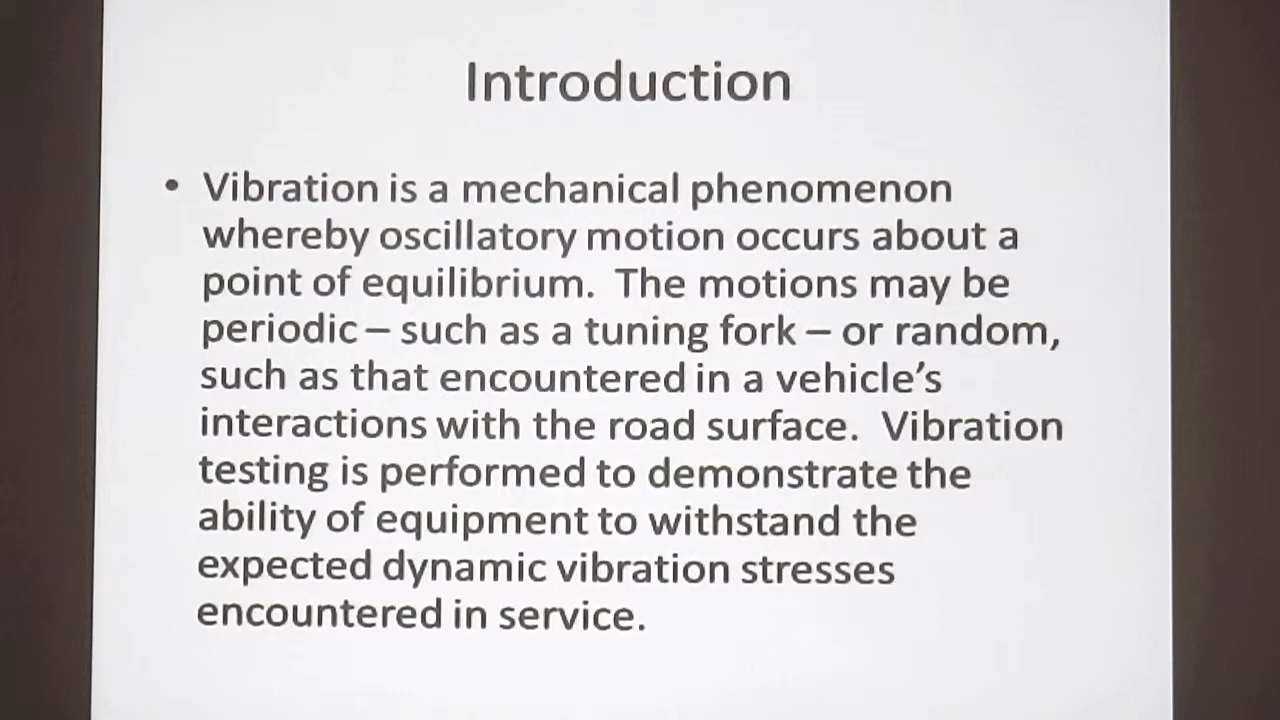 Introduction
• Vibration is a mechanical phenomenon
whereby oscillatory motion occurs about a
point of equilibrium.  The motions may be
periodic – such as a tuning fork – or random,
such as that encountered in a vehicle’s
interactions with the road surface.  Vibration
testing is performed to demonstrate the
ability of equipment to withstand the
expected dynamic vibration stresses
encountered in service.